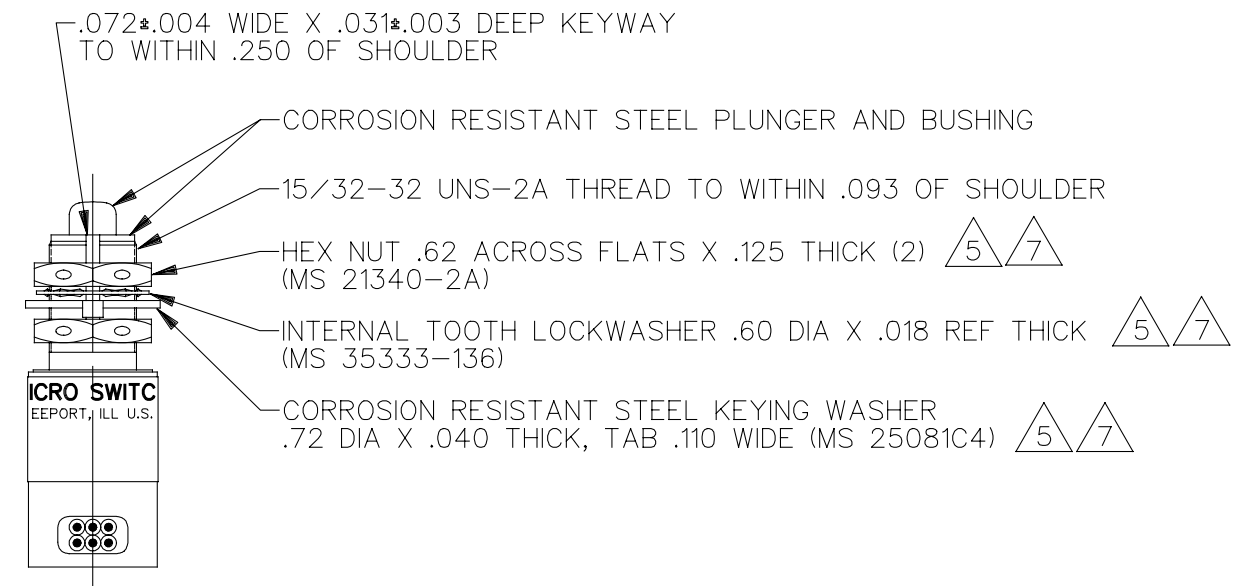 .072±.004 WIDE X .031±.003 DEEP KEYWAY
TO WITHIN .250 OF SHOULDER
CORROSION RESISTANT STEEL PLUNGER AND BUSHING
15/32-32 UNS-2A THREAD TO WITHIN .093 OF SHOULDER
HEX NUT .62 ACROSS FLATS X .125 THICK (2) 5 7
(MS 21340-2A)
INTERNAL TOOTH LOCKWASHER .60 DIA X .018 REF THICK 5 7
(MS 35333-136)
CORROSION RESISTANT STEEL KEYING WASHER
.72 DIA X .040 THICK, TAB .110 WIDE (MS 25081C4) 5 7
ICRO SWITC
EEPORT, ILL U.S.